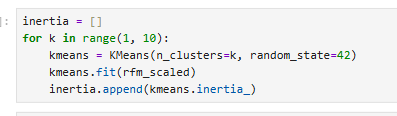 ]: inertia = []
for k in range(1, 10):
    kmeans = KMeans(n_clusters=k, random_state=42)
    kmeans.fit(rfm_scaled)
    inertia.append(kmeans.inertia_)